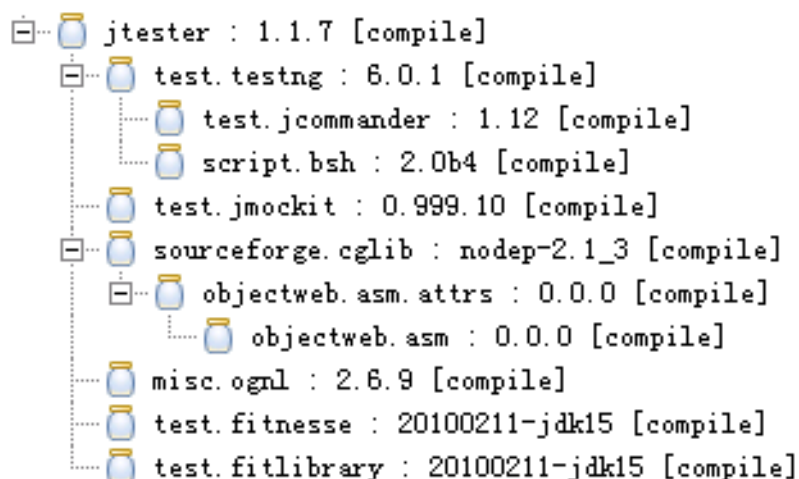 jtester : 1.1.7 [compile]
test.testng : 6.0.1 [compile]
test.jcommander : 1.12 [compile]
script.bsh : 2.0b4 [compile]
test.jmockit : 0.999.10 [compile]
sourceforge.cglib : nodep-2.1_3 [compile]
objectweb.asm.attrs : 0.0.0 [compile]
objectweb.asm : 0.0.0 [compile]
misc.ognl : 2.6.9 [compile]
test.fitnesse : 20100211-jdk15 [compile]
test.fitlibrary : 20100211-jdk15 [compile]